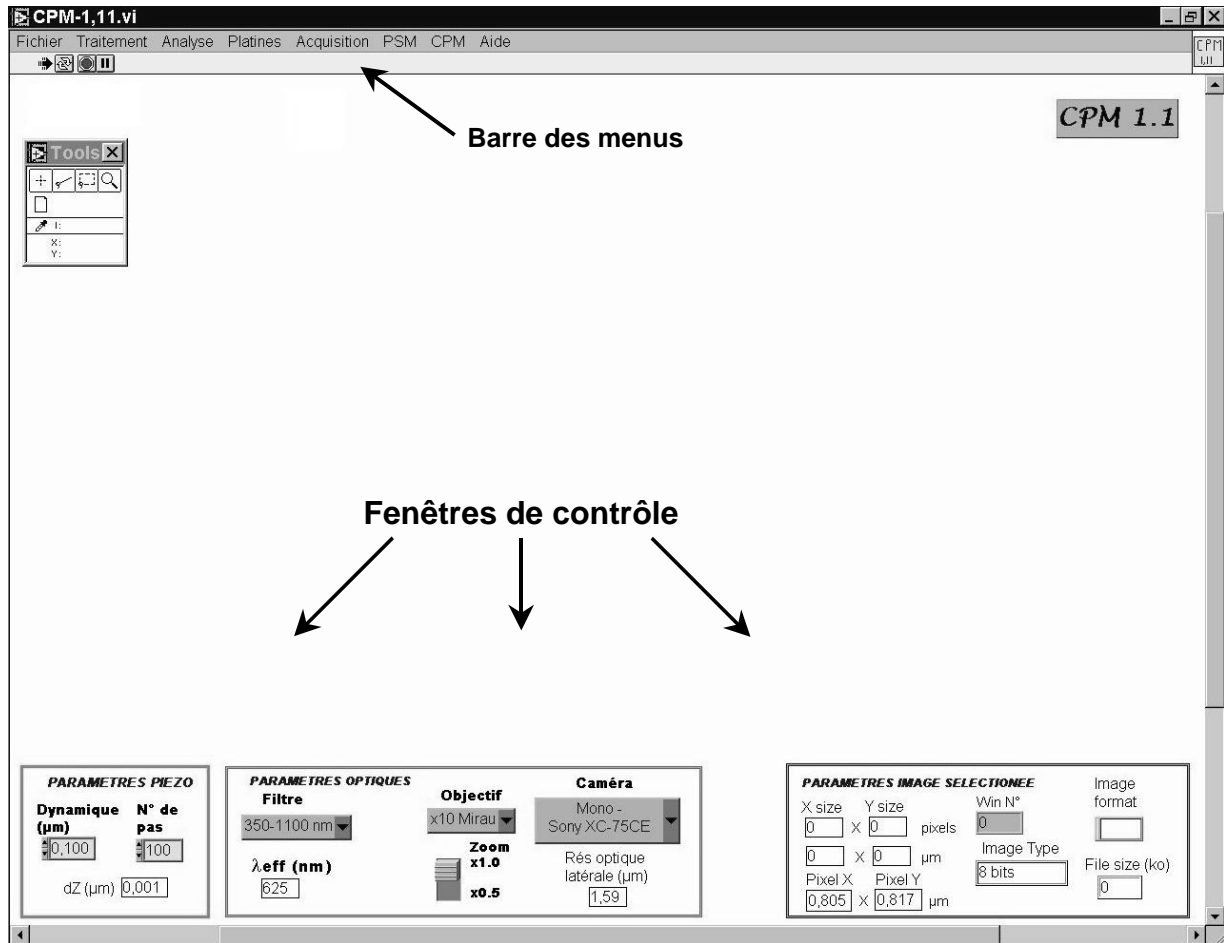 CPM-1,11.vi
Fichier Traitement Analyse Platines Acquisition PSM CPM Aide
CPM
1,11
Barre des menus
CPM 1.1
Tools
I:
X:
Y:
Fenêtres de contrôle
PARAMETRES PIEZO
Dynamique (µm)
N° de pas
0,100
100
dZ (µm) 0,001
PARAMETRES OPTIQUES
Filtre
350-1100 nm
λeff (nm)
625
Objectif
x10 Mirau
Zoom
x1.0
x0.5
Caméra
Mono -
Sony XC-75CE
Rés optique
latérale (µm)
1,59
PARAMETRES IMAGE SELECTIONEE
X size Y size
0 X 0 pixels
0 X 0 µm
Pixel X Pixel Y
0,805 X 0,817 µm
Win N°
0
Image Type
8 bits
Image
format
File size (ko)
0